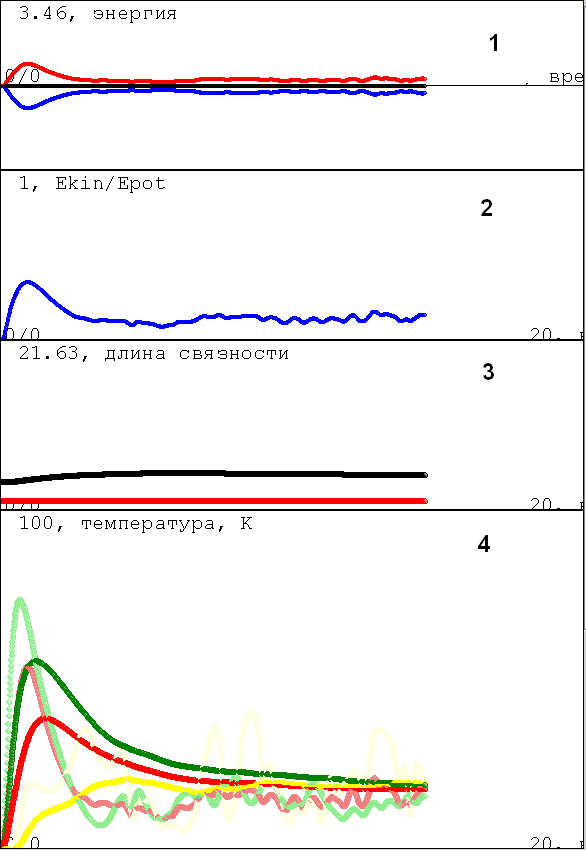 3.46, энергия
1
0/0
, вре
1, Ekin/Epot
2
0/0
20. в
21.63, длина связности
3
0/0
20. в
100, температура, K
4
20. в